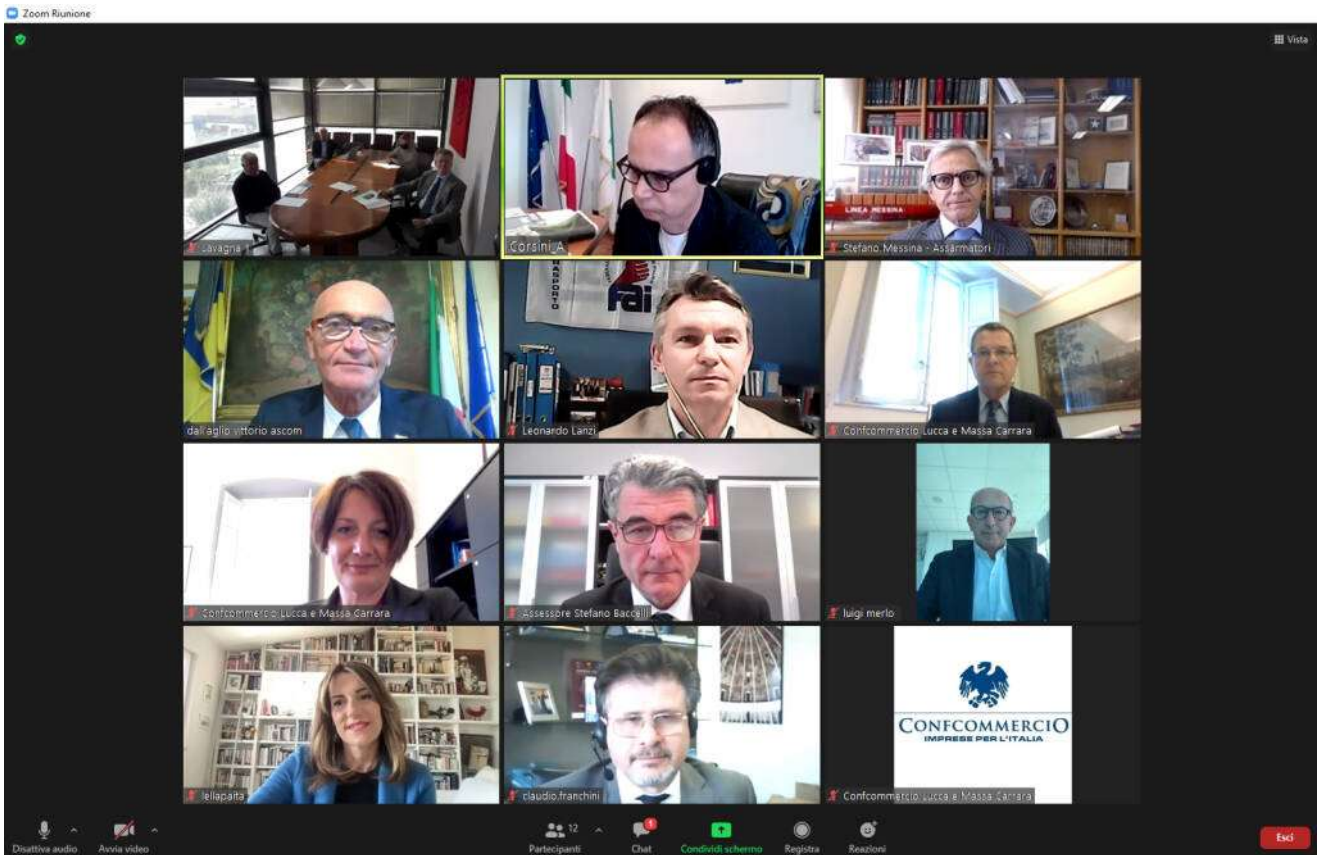 Zoom Riunione
Vista
Lavagna
Corsini_A
LINEA MESSINA
Stefano Messina - Assarmatori
dall'aglio vittorio ascom
TRASPORTO
fai
Leonardo Lanzi
Confcommercio Lucca e Massa Carrara
Confcommercio Lucca e Massa Carrara
Assessore Stefano Baccelli
luigi merlo
lellapaita
claudio.franchini
CONFCOMMERCIO
IMPRESE PER L'ITALIA
Confcommercio Lucca e Massa Carrara
Disattiva audio
Avvia video
12
Partecipanti
1
Chat
Condividi schermo
Registra
Reazioni
Esci